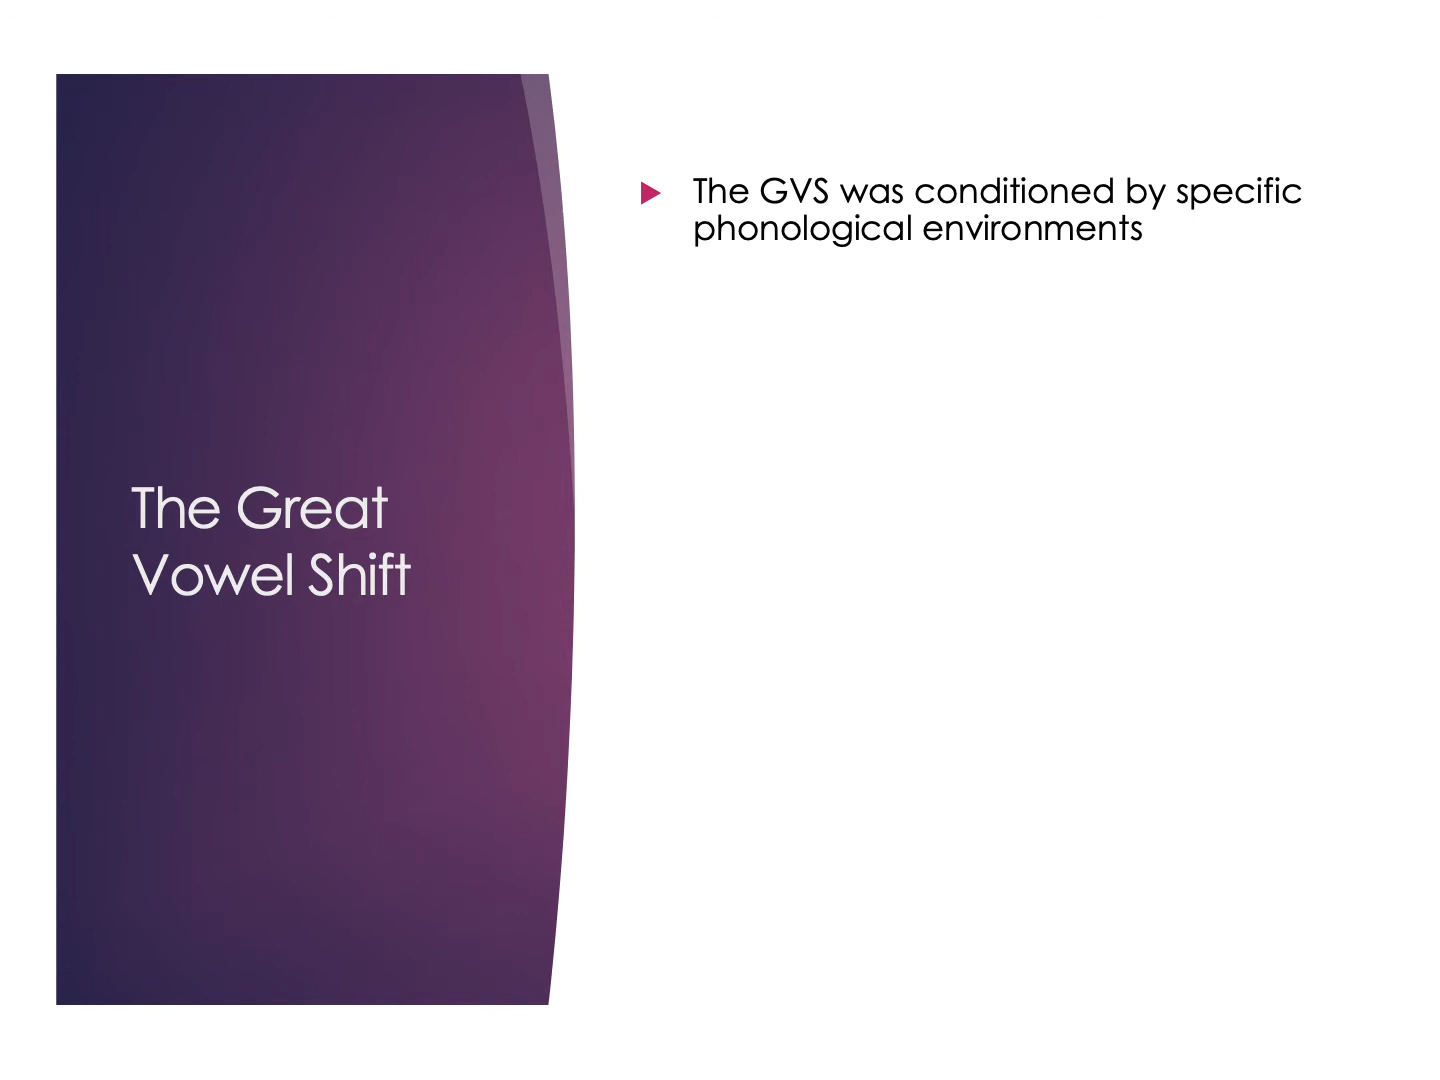 The Great
Vowel Shift
The GVS was conditioned by specific
phonological environments